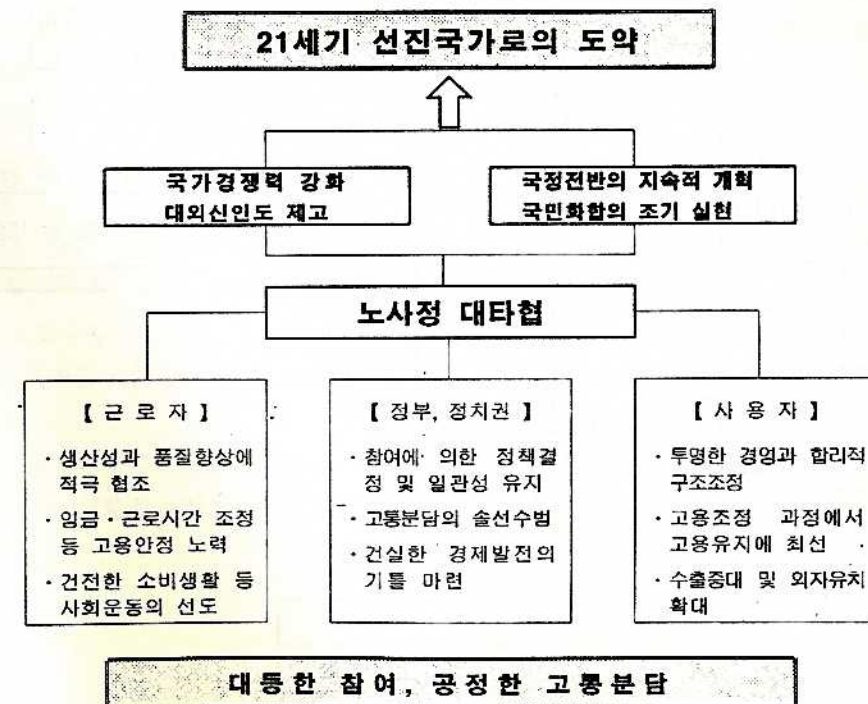 21세기 선진국가로의 도약
국가경쟁력 강화
대외신인도 제고
국정전반의 지속적 개혁
국민화합의 조기 실현
노사정 대타협
【 근 로 자 】
· 생산성과 품질향상에
적극 협조
· 임금·근로시간 조정
등 고용안정 노력
· 건전한 소비생활 등
사회운동의 선도
【 정부, 정치권 】
· 참여에 의한 정책결
정 및 일관성 유지
· 고통분담의 솔선수범
· 건실한 경제발전의
기틀 마련
【 사 용 자 】
· 투명한 경영과 합리적
구조조정
· 고용조정 과정에서
고용유지에 최선
· 수출증대 및 외자유치
확대
대등한 참여, 공정한 고통분담